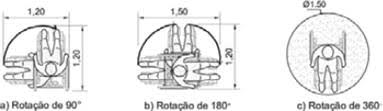 1,20
1,20
a) Rotação de 90°
1,50
1,20
b) Rotação de 180°
Ø1.50
c) Rotação de 360